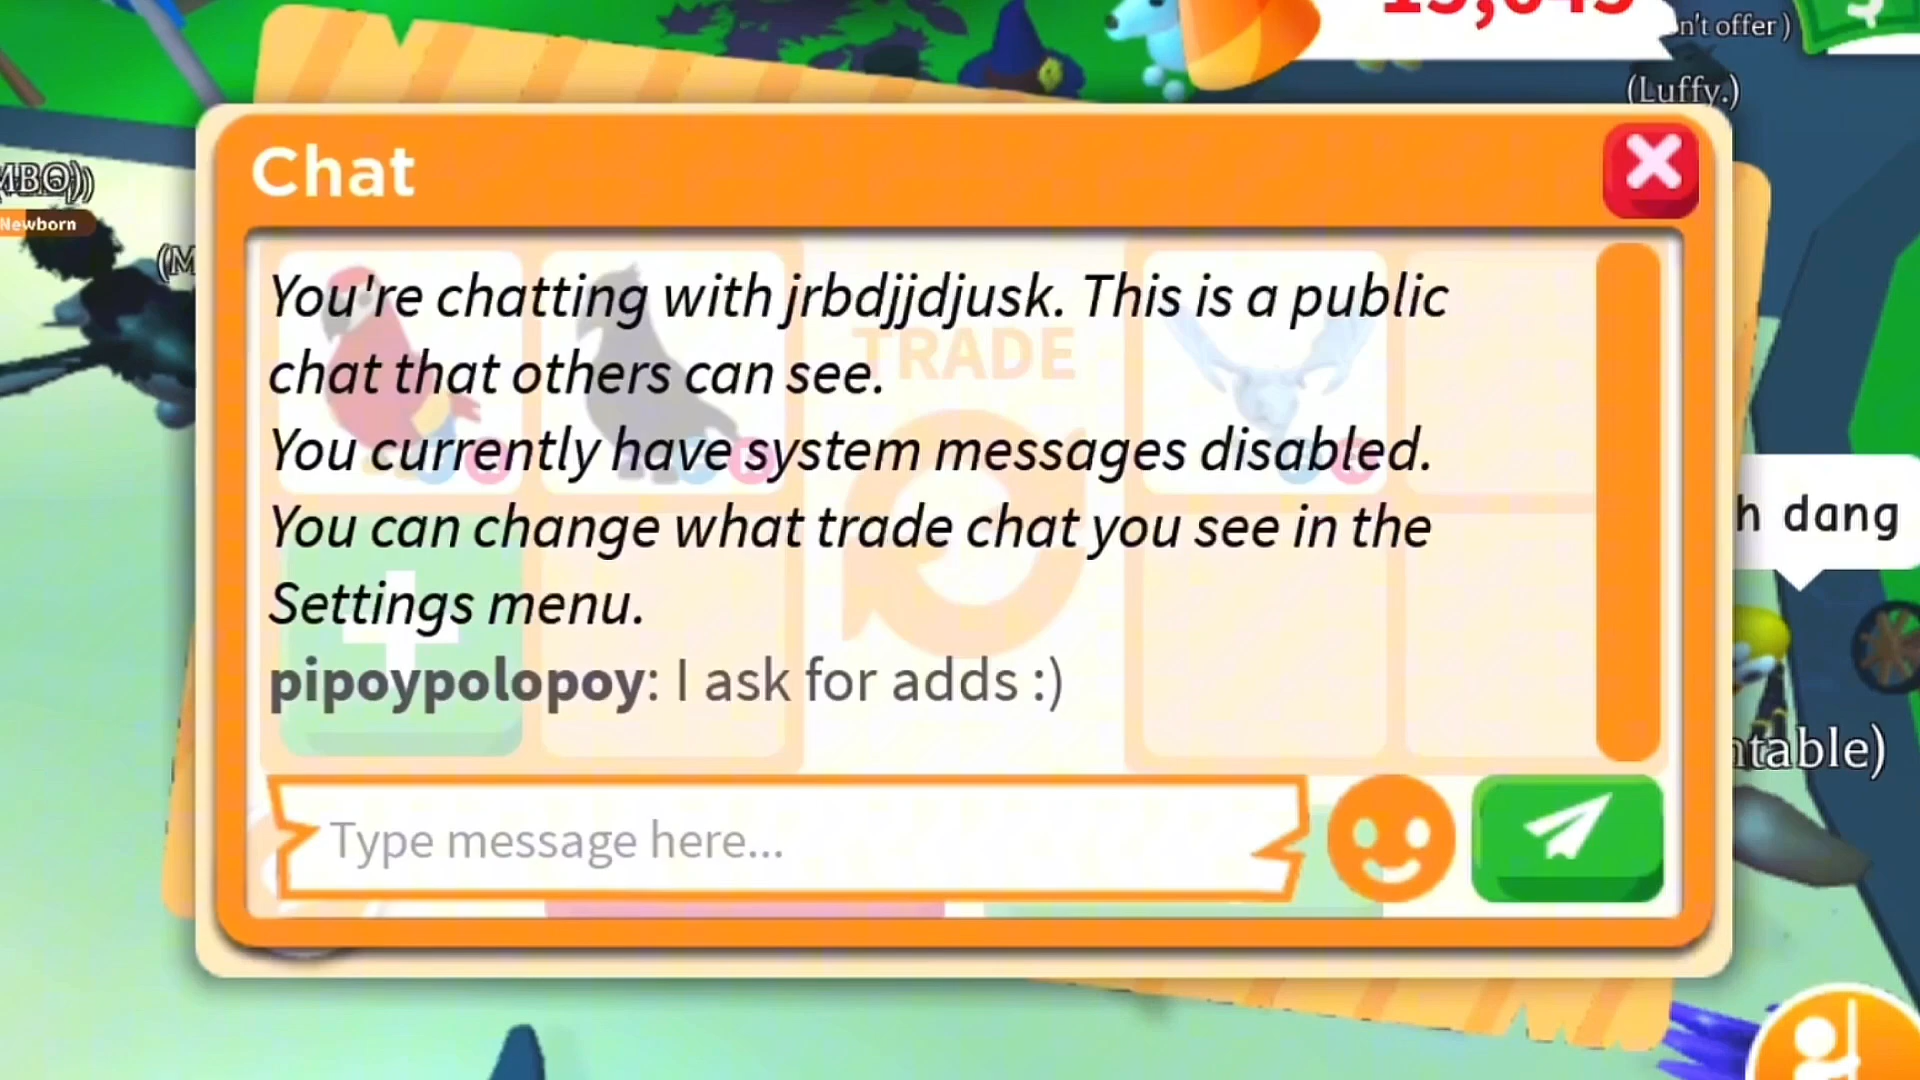 n't offer )
(Luffy.)
Chat
Newborn
You're chatting with jrbdjjdjusk. This is a public
chat that others can see.
TRADE
You currently have system messages disabled.
You can change what trade chat you see in the
Settings menu.
h dang
pipoypolopoy: I ask for adds :)
ntable)
Type message here...